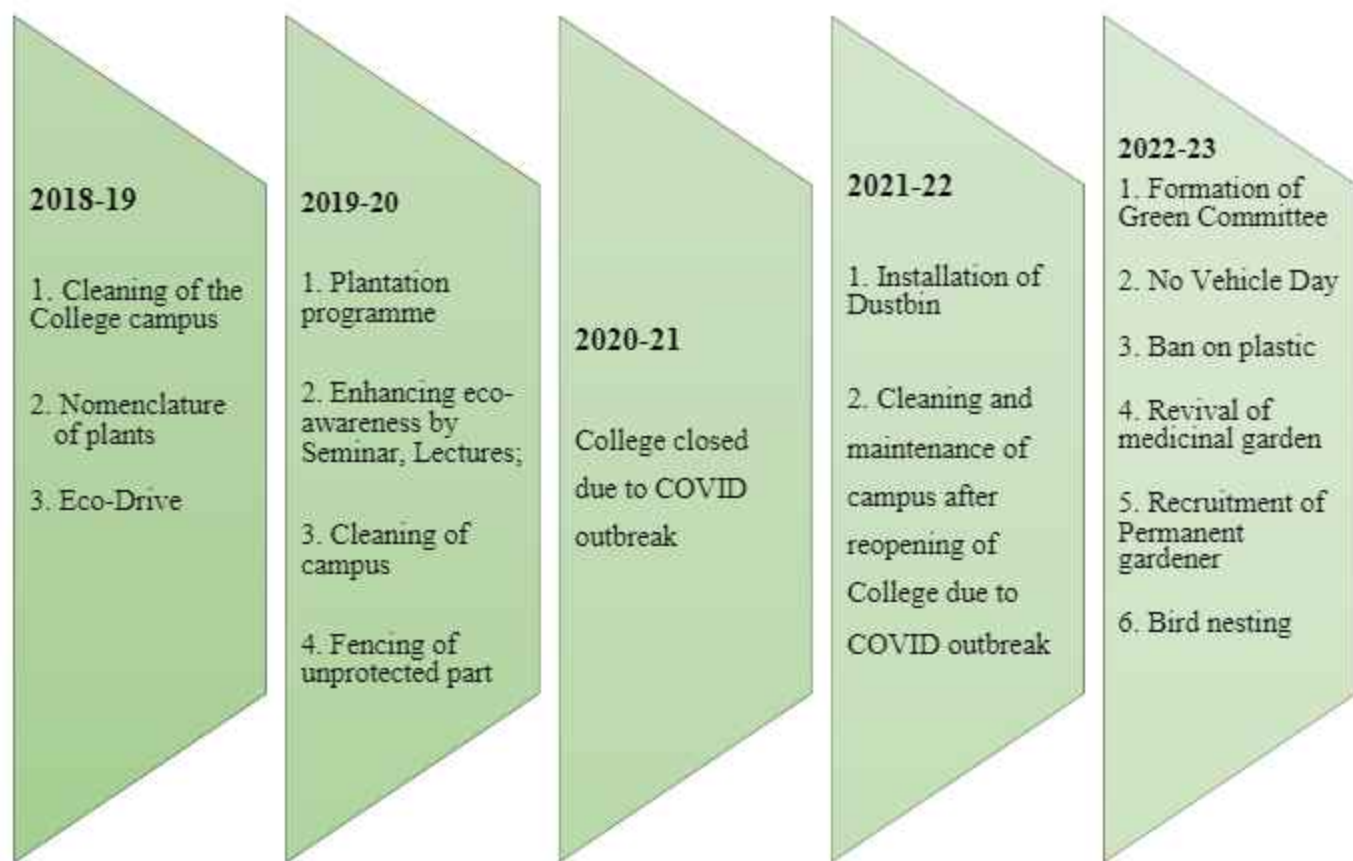 2018-19
1. Cleaning of the
College campus
2. Nomenclature
of plants
3. Eco-Drive
2019-20
1. Plantation
programme
2. Enhancing eco-
awareness by
Seminar, Lectures;
3. Cleaning of
campus
4. Fencing of
unprotected part
2020-21
College closed
due to COVID
outbreak
2021-22
1. Installation of
Dustbin
2. Cleaning and
maintenance of
campus after
reopening of
College due to
COVID outbreak
2022-23
1. Formation of
Green Committee
2. No Vehicle Day
3. Ban on plastic
4. Revival of
medicinal garden
5. Recruitment of
Permanent
gardener
6. Bird nesting